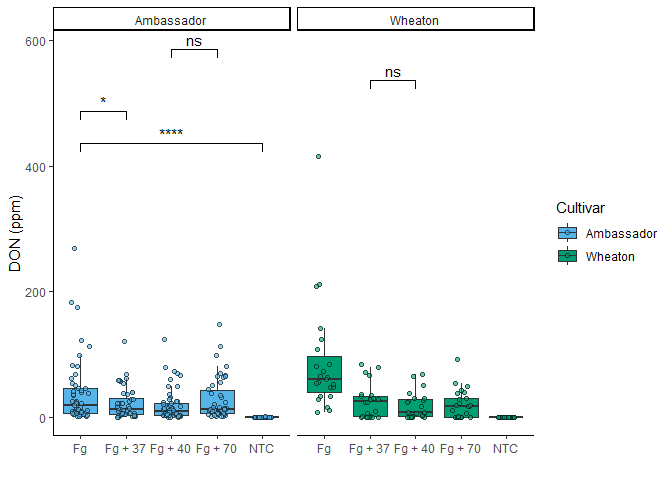 Ambassador Wheaton
600
ns
ns
*
****
400
200
0
DON (ppm)
Fg Fg + 37 Fg + 40 Fg + 70 NTC Fg Fg + 37 Fg + 40 Fg + 70 NTC
Cultivar
Ambassador
Wheaton